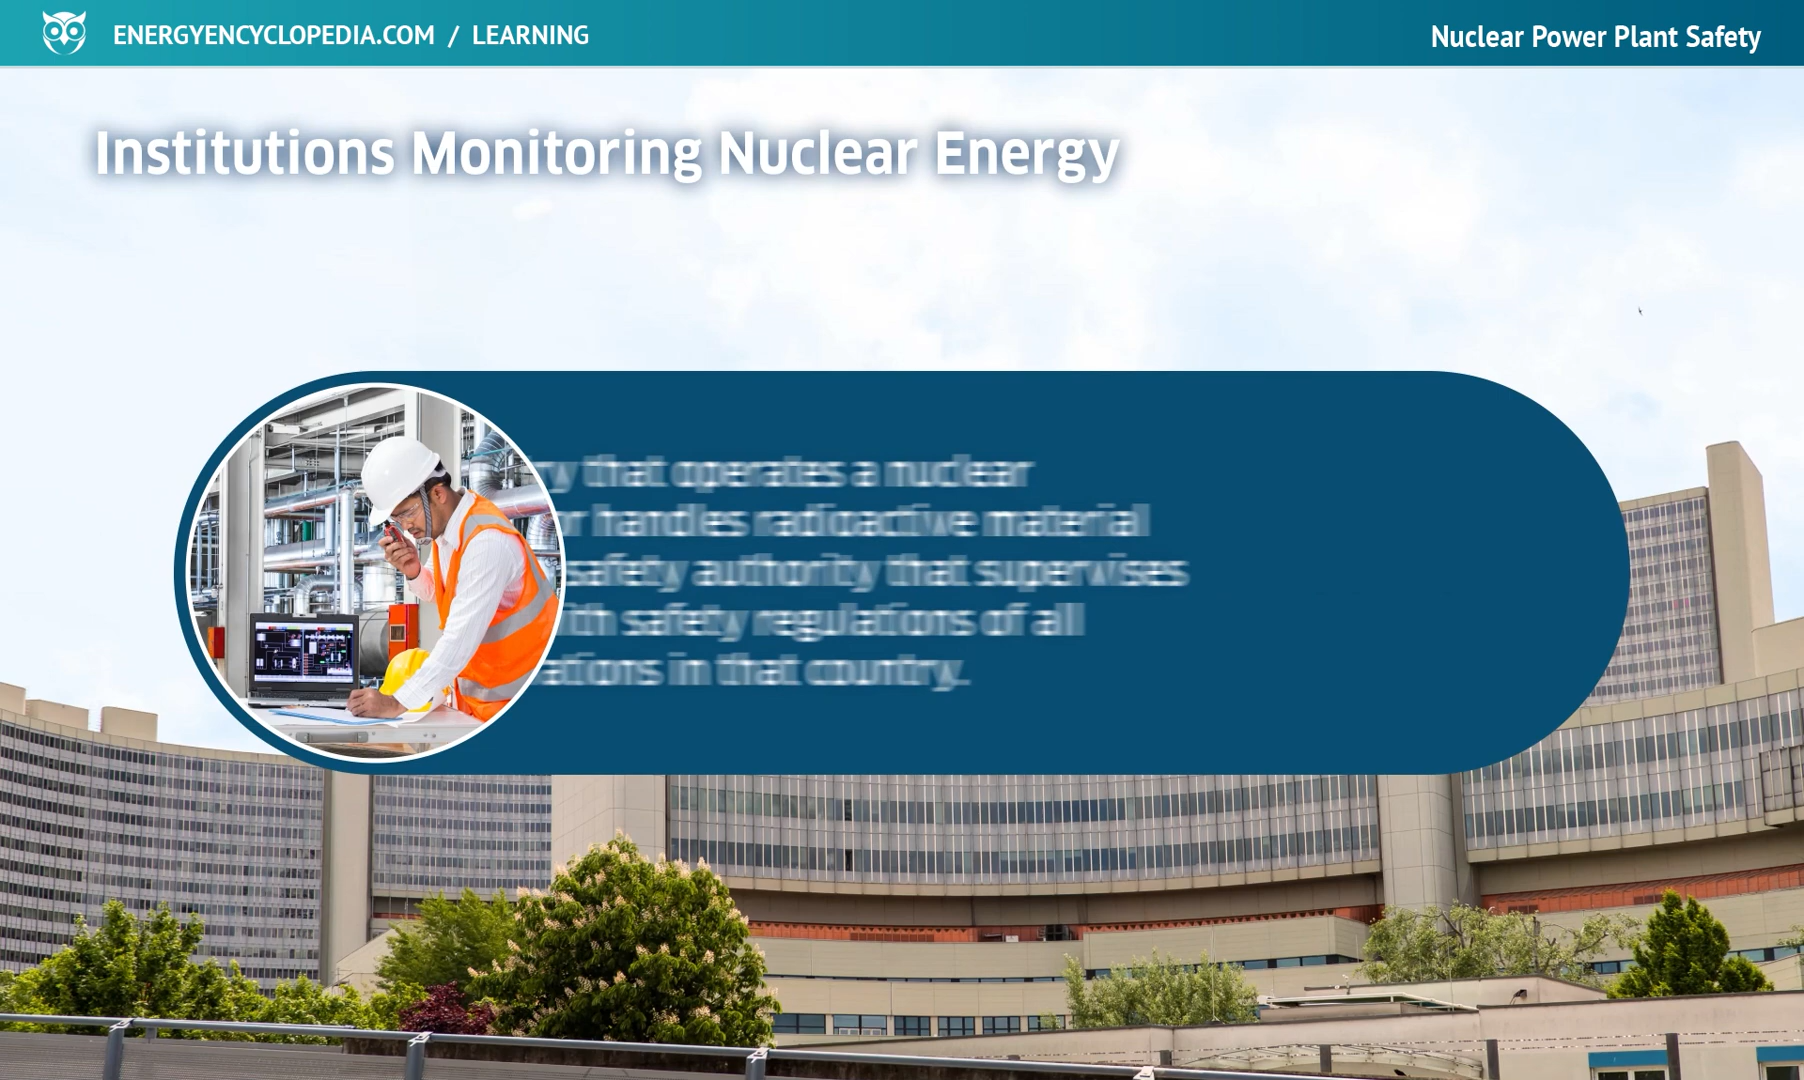 ENERGYENCYCLOPEDIA.COM / LEARNING
Nuclear Power Plant Safety
Institutions Monitoring Nuclear Energy
that operates a nuclear
handles radioactive material
safety authority that supervises
safety regulations of all
in that country.